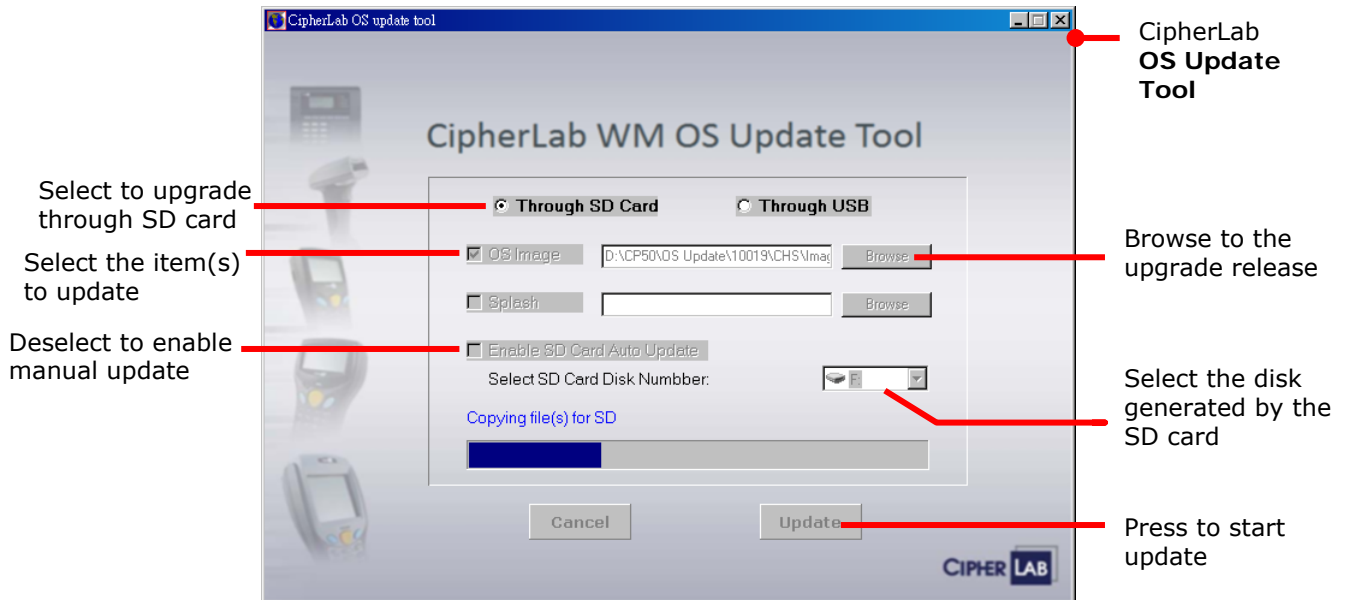 CipherLab OS update tool
CipherLab
OS Update
Tool
CipherLab WM OS Update Tool
Select to upgrade
through SD card
Through SD Card
Through USB
Select the item(s)
to update
OS Image
D:\CP50\OS Update\10019\CHS\Imag
Browse
Browse to the
upgrade release
Splash
Browse
Deselect to enable
manual update
Enable SD Card Auto Update
Select SD Card Disk Numbber:
F:
Select the disk
generated by the
SD card
Copying file(s) for SD
Cancel
Update
Press to start
update
CIPHER LAB